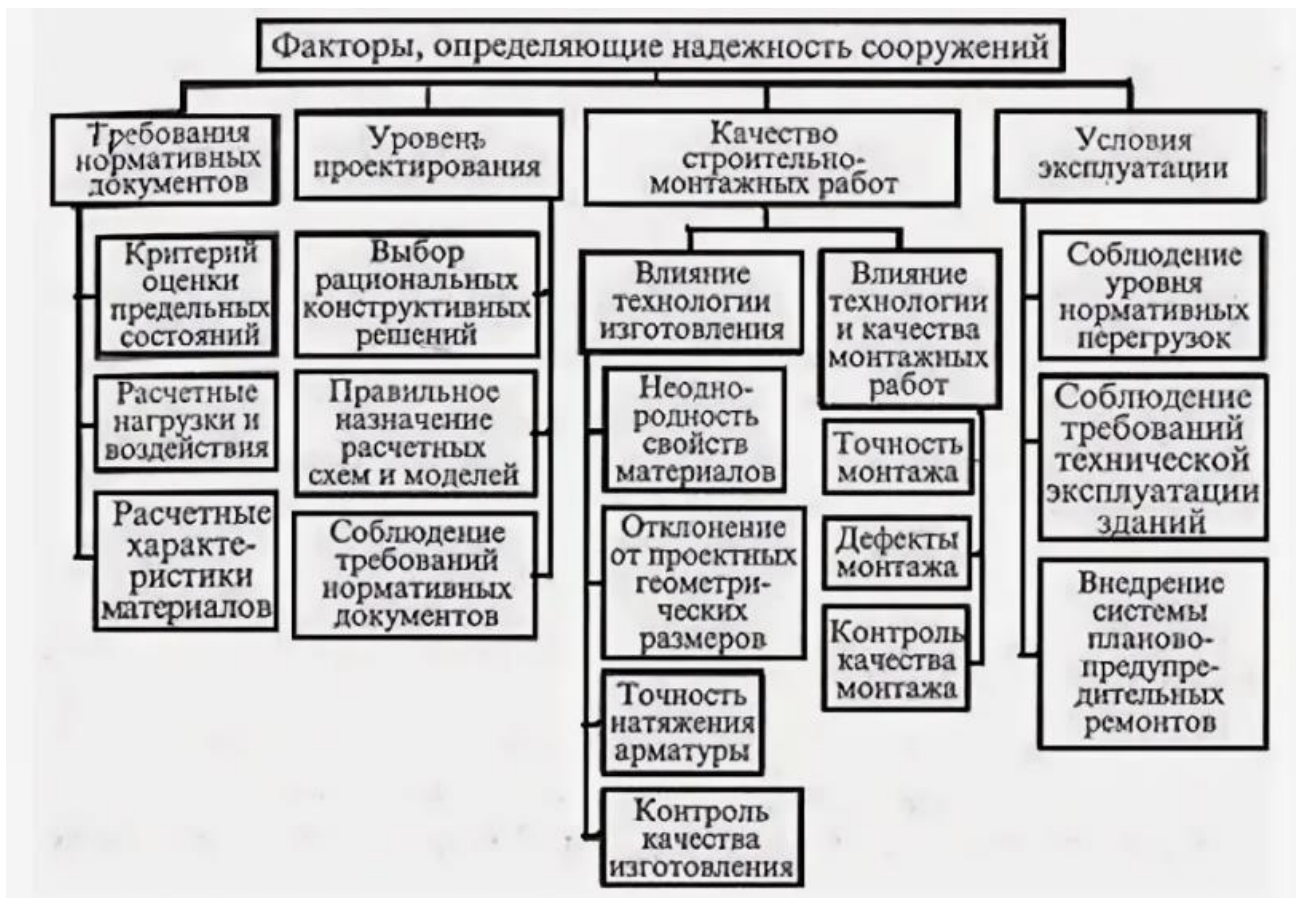 Факторы, определяющие надежность сооружений
Требования
нормативных
документов
Критерий
оценки
предельных
состояний
Расчетные
нагрузки и
воздействия
Расчетные
характе-
ристики
материалов
Уровень
проектирования
Выбор
рациональных
конструктивных
решений
Правильное
назначение
расчетных
схем и моделей
Соблюдение
требований
нормативных
документов
Качество
строительно-
монтажных работ
Влияние
технологии
изготовления
Неодно-
родность
свойств
материалов
Отклонение
от проектных
геометри-
ческих
размеров
Точность
натяжения
арматуры
Контроль
качества
изготовления
Влияние
технологии
и качества
монтажных
работ
Точность
монтажа
Дефекты
монтажа
Контроль
качества
монтажа
Условия
эксплуатации
Соблюдение
уровня
нормативных
перегрузок
Соблюдение
требований
технической
эксплуатации
зданий
Внедрение
системы
планово-
предупре-
дительных
ремонтов